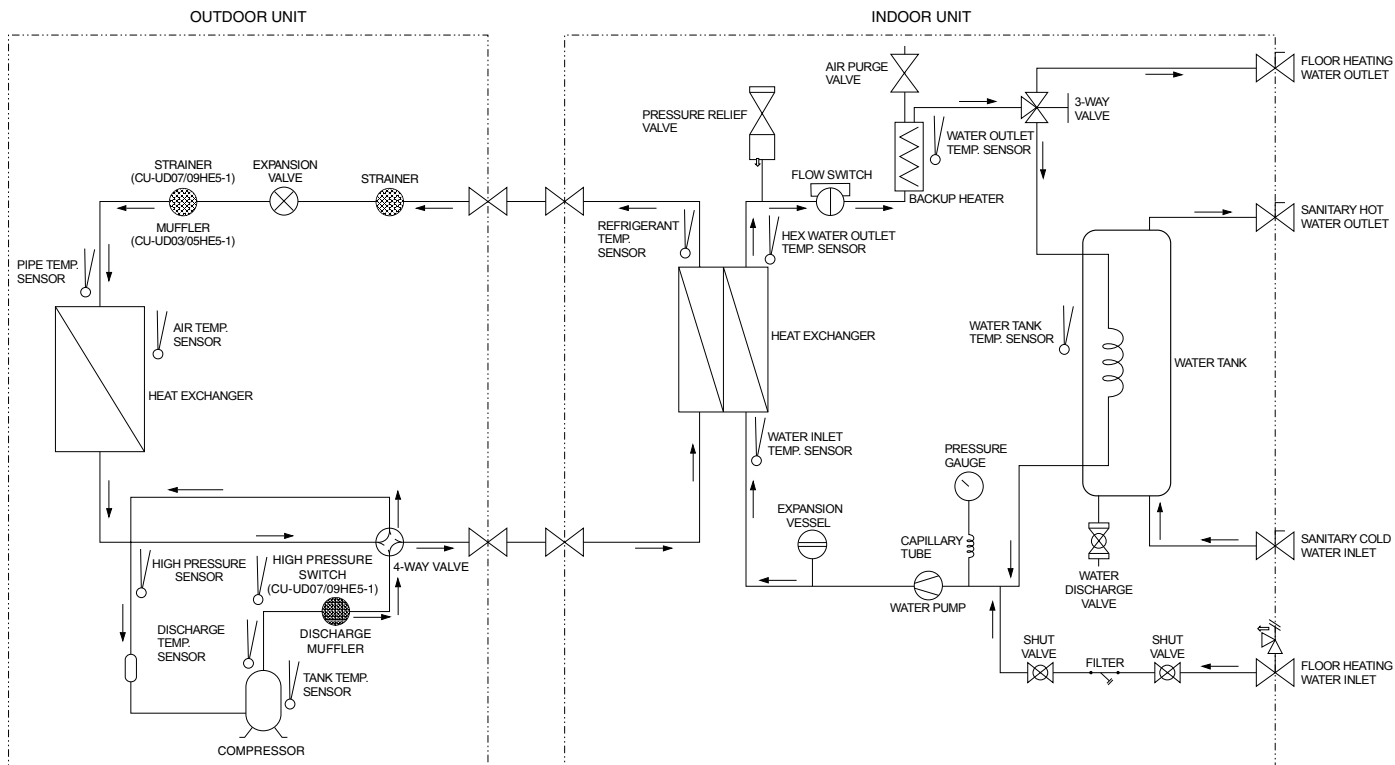 OUTDOOR UNIT
INDOOR UNIT
AIR PURGE
VALVE
FLOOR HEATING
WATER OUTLET
PRESSURE RELIEF
VALVE
3-WAY
VALVE
WATER OUTLET
TEMP. SENSOR
STRAINER
(CU-UD07/09HE5-1)
EXPANSION
VALVE
STRAINER
FLOW SWITCH
BACKUP HEATER
MUFFLER
(CU-UD03/05HE5-1)
REFRIGERANT
TEMP.
SENSOR
HEX WATER OUTLET
TEMP. SENSOR
SANITARY HOT
WATER OUTLET
PIPE TEMP.
SENSOR
AIR TEMP.
SENSOR
HEAT EXCHANGER
HEAT EXCHANGER
WATER TANK
TEMP. SENSOR
WATER TANK
WATER INLET
TEMP. SENSOR
PRESSURE
GAUGE
EXPANSION
VESSEL
CAPILLARY
TUBE
WATER PUMP
WATER
DISCHARGE
VALVE
SANITARY COLD
WATER INLET
HIGH PRESSURE
SENSOR
HIGH PRESSURE
SWITCH
(CU-UD07/09HE5-1)
4-WAY VALVE
DISCHARGE
TEMP.
SENSOR
DISCHARGE
MUFFLER
TANK TEMP.
SENSOR
COMPRESSOR
SHUT
VALVE
FILTER
SHUT
VALVE
FLOOR HEATING
WATER INLET